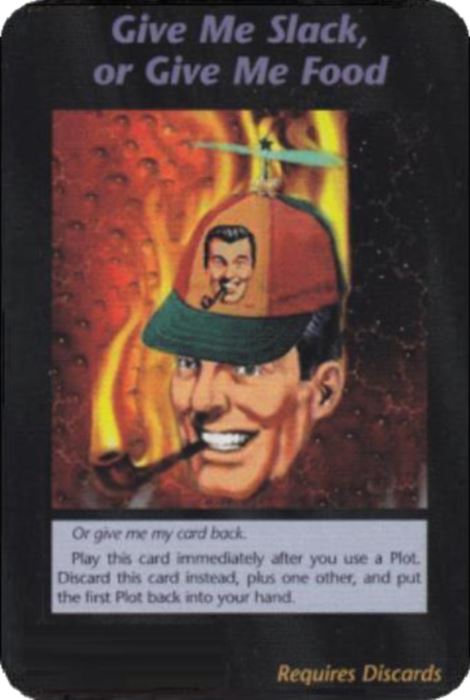 Give Me Slack,
or Give Me Food
Or give me my card back.
Play this card immediately after you use a Plot.
Discard this card instead, plus one other, and put
the first Plot back into your hand.
Requires Discards